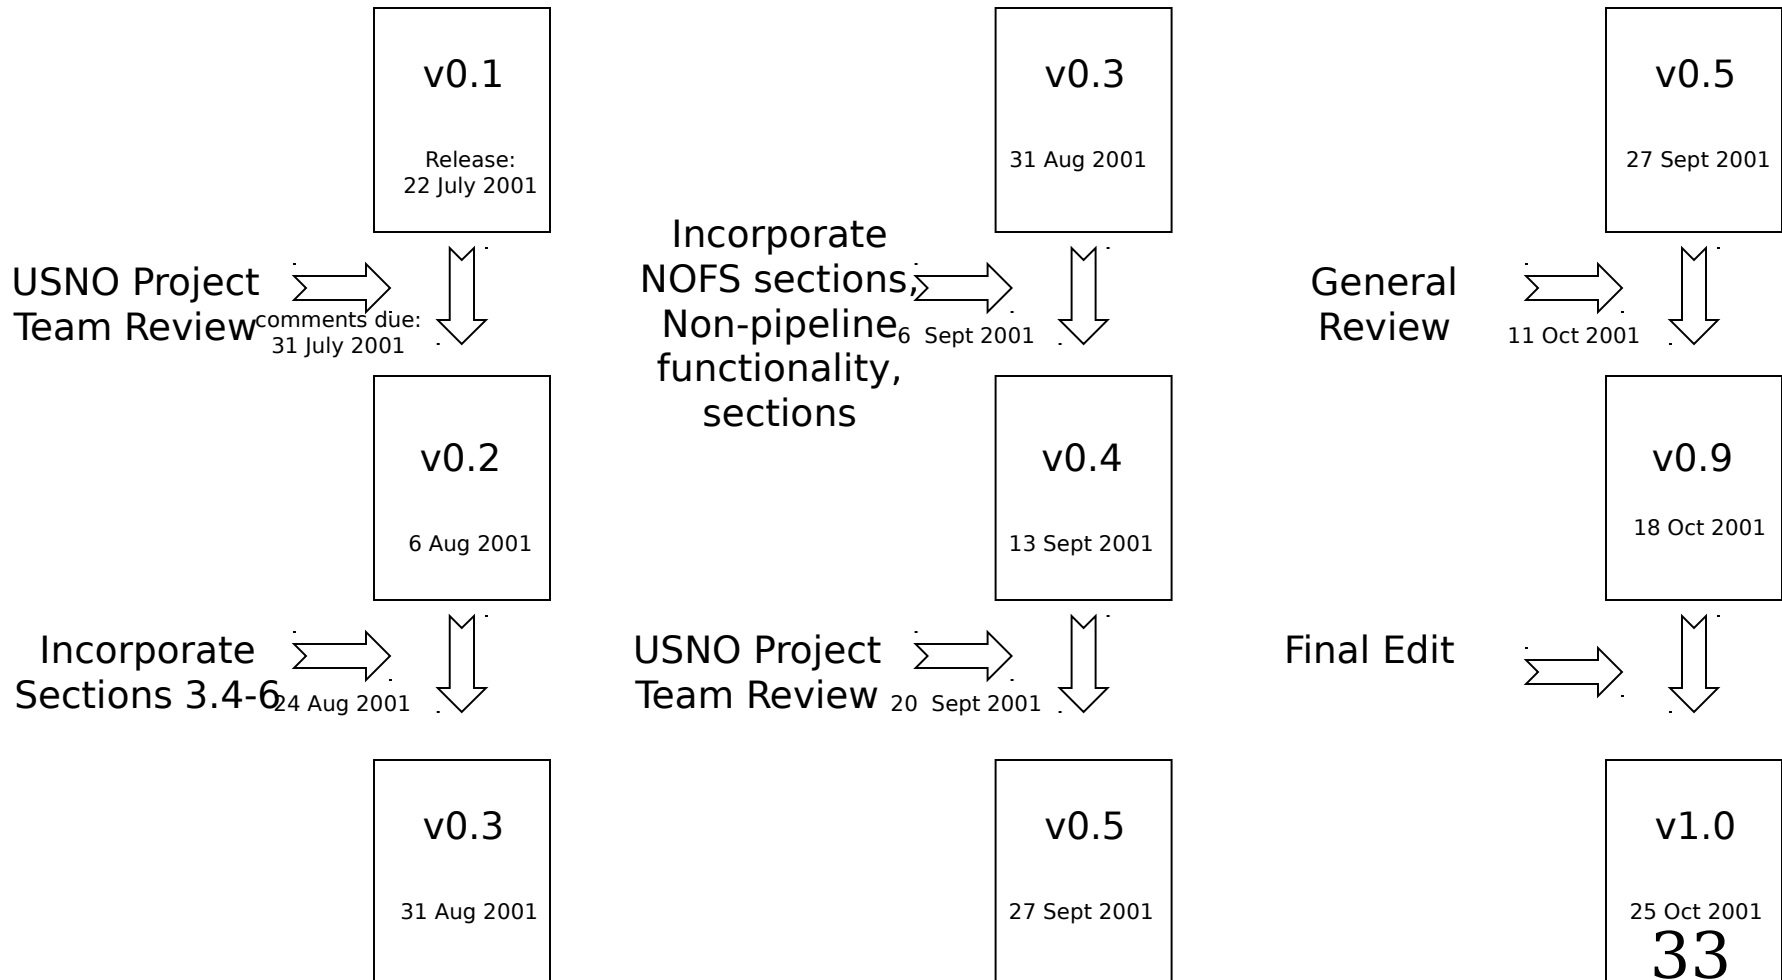 v0.1
Release:
22 July 2001
USNO Project
Team Review
comments due:
31 July 2001
v0.2
6 Aug 2001
Incorporate
Sections 3.4-6
24 Aug 2001
v0.3
31 Aug 2001
v0.3
31 Aug 2001
Incorporate
NOFS sections,
Non-pipeline
functionality,
sections
6 Sept 2001
v0.4
13 Sept 2001
USNO Project
Team Review
20 Sept 2001
v0.5
27 Sept 2001
v0.5
27 Sept 2001
General
Review
11 Oct 2001
v0.9
18 Oct 2001
Final Edit
v1.0
25 Oct 2001
33